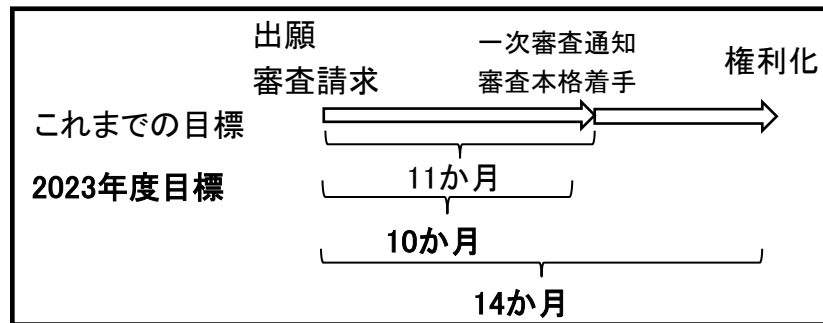 出願
審査請求
一次審査通知
審査本格着手
権利化
これまでの目標
11か月
2023年度目標
10か月
14か月